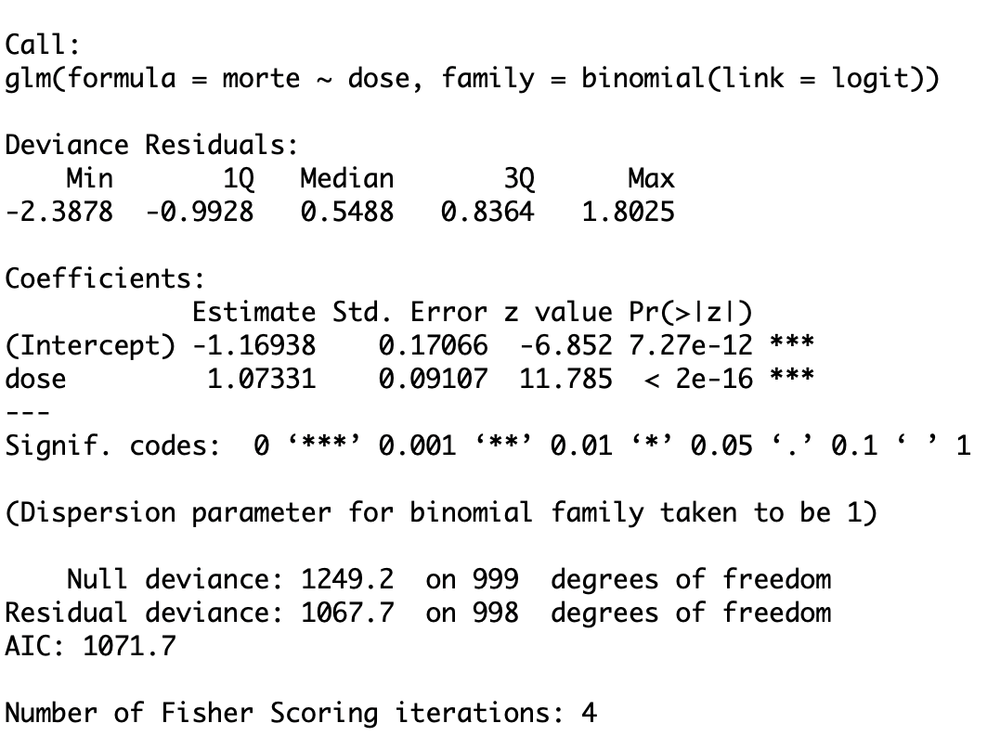 Call:
glm(formula = morte ~ dose, family = binomial(link = logit))
Deviance Residuals:
    Min       1Q   Median       3Q      Max
-2.3878  -0.9928   0.5488   0.8364   1.8025
Coefficients:
            Estimate Std. Error z value Pr(>|z|)
(Intercept) -1.16938    0.17066  -6.852 7.27e-12 ***
dose         1.07331    0.09107  11.785  < 2e-16 ***
---
Signif. codes:  0 ‘***’ 0.001 ‘**’ 0.01 ‘*’ 0.05 ‘.’ 0.1 ‘ ’ 1
(Dispersion parameter for binomial family taken to be 1)
    Null deviance: 1249.2  on 999  degrees of freedom
Residual deviance: 1067.7  on 998  degrees of freedom
AIC: 1071.7
Number of Fisher Scoring iterations: 4